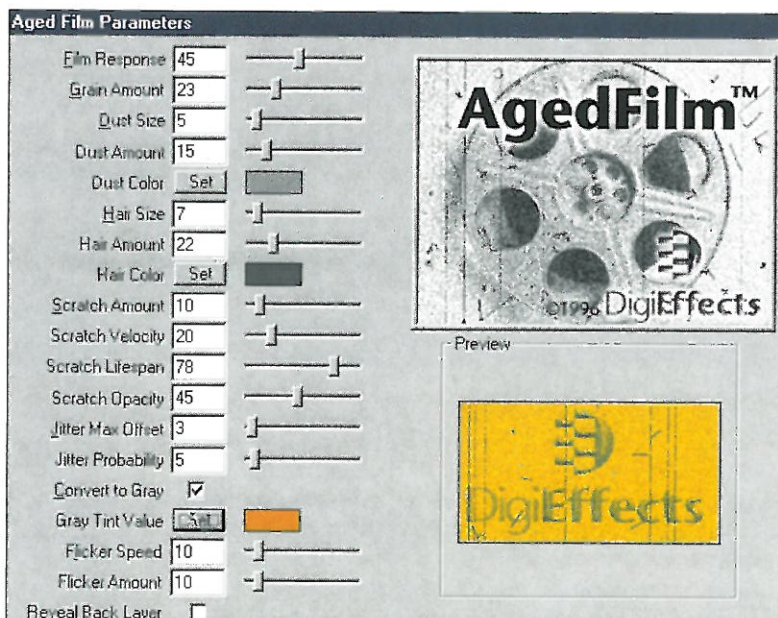 Aged Film Parameters
Film Response 45
Grain Amount 23
Dust Size 5
Dust Amount 15
Dust Color Set
Hair Size 7
Hair Amount 22
Hair Color Set
Scratch Amount 10
Scratch Velocity 20
Scratch Lifespan 78
Scratch Opacity 45
Jitter Max Offset 3
Jitter Probability 5
Convert to Gray
Gray Tint Value Set
Flicker Speed 10
Flicker Amount 10
Reveal Back Layer
AgedFilm™
©1996 DigiEffects
Preview
DigiEffects